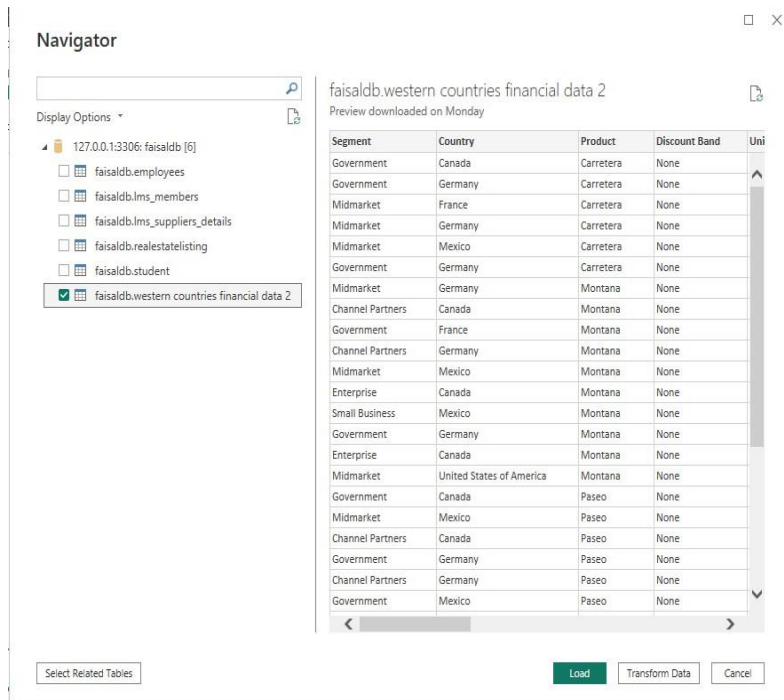 Navigator
Display Options
127.0.0.1:3306: faisaldb [6]
faisaldb.employees
faisaldb.lms_members
faisaldb.lms_suppliers_details
faisaldb.realestatelisting
faisaldb.student
faisaldb.western countries financial data 2
faisaldb.western countries financial data 2
Preview downloaded on Monday
Segment Country Product Discount Band Uni
Government Canada Carretera None
Government Germany Carretera None
Midmarket France Carretera None
Midmarket Germany Carretera None
Midmarket Mexico Carretera None
Government Germany Carretera None
Midmarket Germany Montana None
Channel Partners Canada Montana None
Government France Montana None
Channel Partners Germany Montana None
Midmarket Mexico Montana None
Enterprise Canada Montana None
Small Business Mexico Montana None
Government Germany Montana None
Enterprise Canada Montana None
Midmarket United States of America Montana None
Government Canada Paseo None
Midmarket Mexico Paseo None
Channel Partners Canada Paseo None
Government Germany Paseo None
Channel Partners Germany Paseo None
Government Mexico Paseo None
Select Related Tables Load Transform Data Cancel